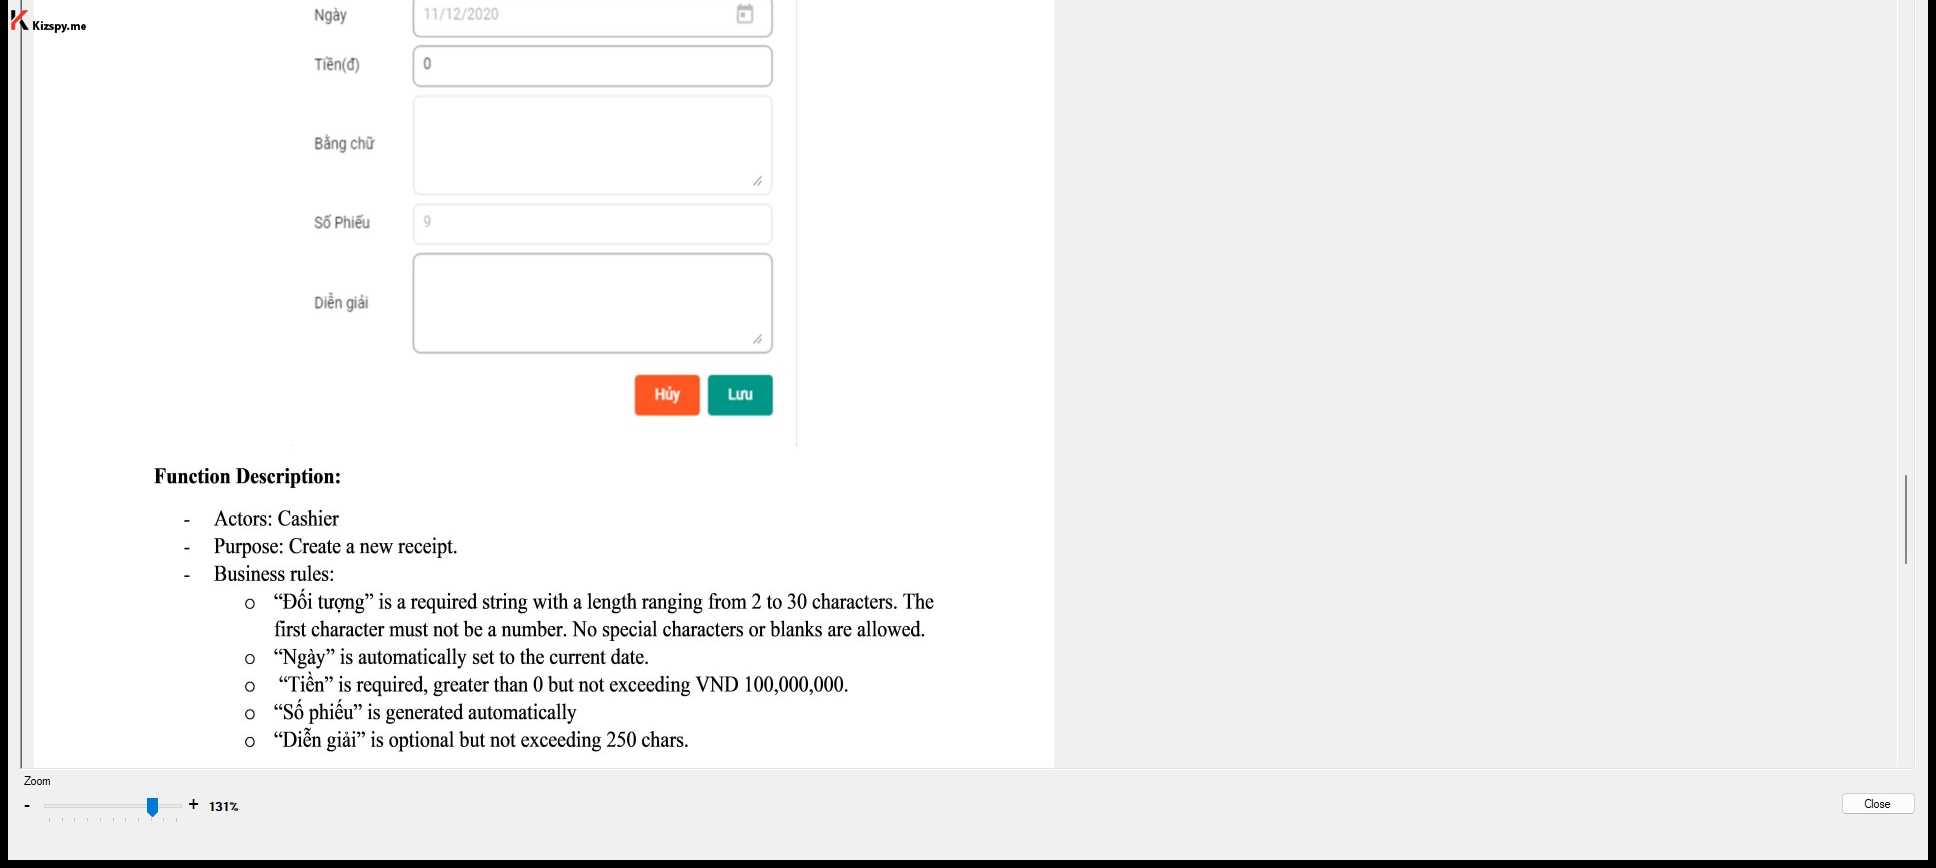 Kizspy.me
Ngày 11/12/2020
Tiền(đ) 0
Bằng chữ
Số Phiếu 9
Diễn giải
Hủy Lưu
Function Description:
- Actors: Cashier
- Purpose: Create a new receipt.
- Business rules:
o “Đối tượng” is a required string with a length ranging from 2 to 30 characters. The
first character must not be a number. No special characters or blanks are allowed.
o “Ngày” is automatically set to the current date.
o “Tiền” is required, greater than 0 but not exceeding VND 100,000,000.
o “Số phiếu” is generated automatically
o “Diễn giải” is optional but not exceeding 250 chars.
Zoom
- + 131%
Close